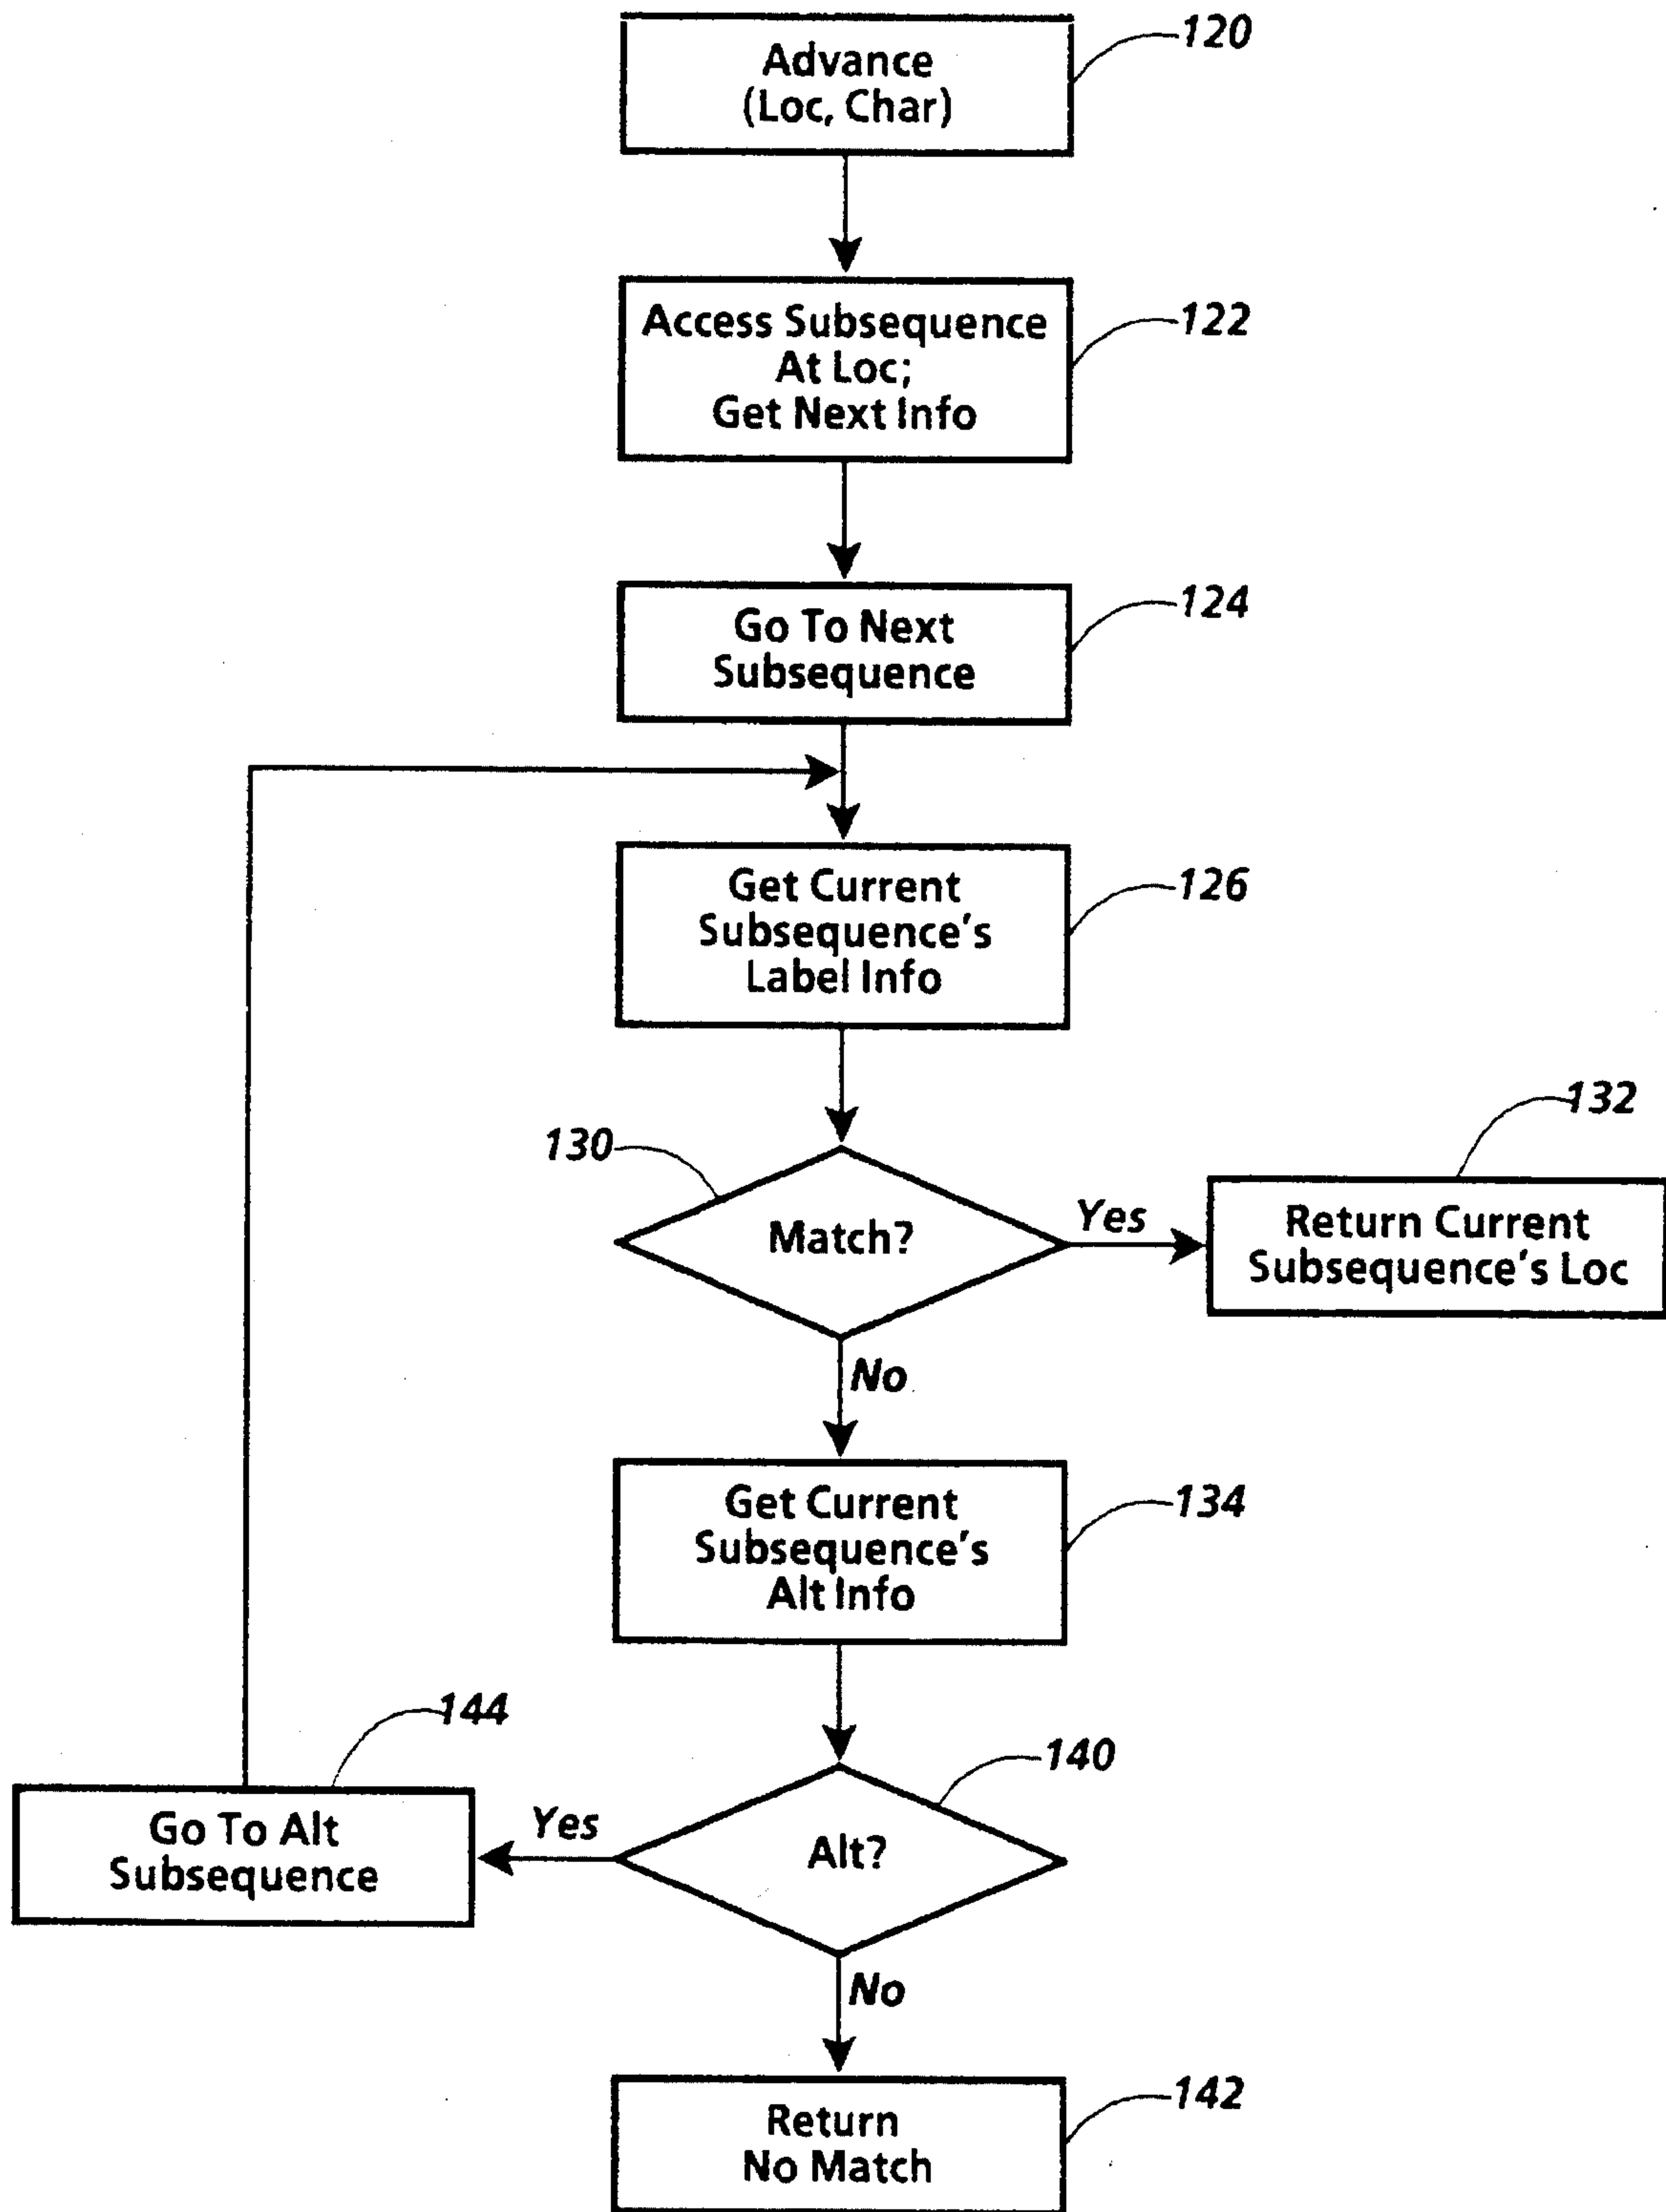 120
Advance
(Loc, Char)
122
Access Subsequence
At Loc;
Get Next Info
124
Go To Next
Subsequence
126
Get Current
Subsequence's
Label Info
130
Match?
Yes
132
Return Current
Subsequence's Loc
No
134
Get Current
Subsequence's
Alt Info
144
Go To Alt
Subsequence
Yes
140
Alt?
No
142
Return
No Match